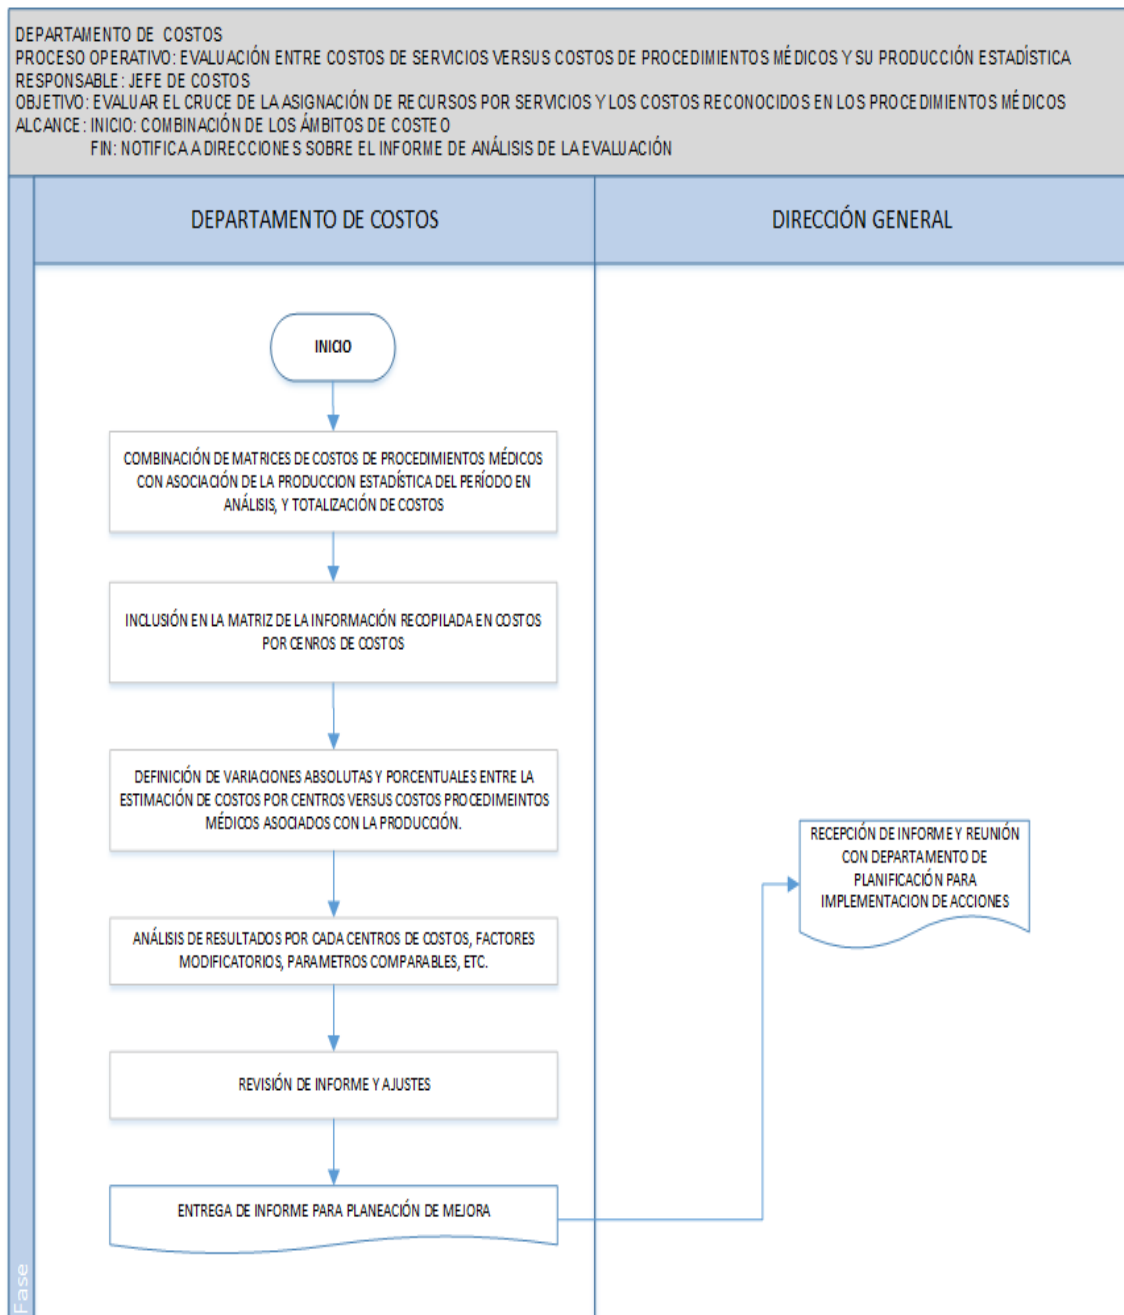 DEPARTAMENTO DE COSTOS
PROCESO OPERATIVO: EVALUACIÓN ENTRE COSTOS DE SERVICIOS VERSUS COSTOS DE PROCEDIMIENTOS MÉDICOS Y SU PRODUCCIÓN ESTADÍSTICA
RESPONSABLE: JEFE DE COSTOS
OBJETIVO: EVALUAR EL CRUCE DE LA ASIGNACIÓN DE RECURSOS POR SERVICIOS Y LOS COSTOS RECONOCIDOS EN LOS PROCEDIMIENTOS MÉDICOS
ALCANCE: INICIO: COMBINACIÓN DE LOS ÁMBITOS DE COSTEO
FIN: NOTIFICA A DIRECCIONES SOBRE EL INFORME DE ANÁLISIS DE LA EVALUACIÓN
DEPARTAMENTO DE COSTOS
DIRECCIÓN GENERAL
INICIO
COMBINACIÓN DE MATRICES DE COSTOS DE PROCEDIMIENTOS MÉDICOS
CON ASOCIACIÓN DE LA PRODUCCION ESTADÍSTICA DEL PERÍODO EN
ANÁLISIS, Y TOTALIZACIÓN DE COSTOS
INCLUSIÓN EN LA MATRIZ DE LA INFORMACIÓN RECOPILADA EN COSTOS
POR CENROS DE COSTOS
DEFINICIÓN DE VARIACIONES ABSOLUTAS Y PORCENTUALES ENTRE LA
ESTIMACIÓN DE COSTOS POR CENTROS VERSUS COSTOS PROCEDIMEINTOS
MÉDICOS ASOCIADOS CON LA PRODUCCIÓN.
ANÁLISIS DE RESULTADOS POR CADA CENTROS DE COSTOS, FACTORES
MODIFICATORIOS, PARAMETROS COMPARABLES, ETC.
REVISIÓN DE INFORME Y AJUSTES
ENTREGA DE INFORME PARA PLANEACIÓN DE MEJORA
RECEPCIÓN DE INFORME Y REUNIÓN
CON DEPARTAMENTO DE
PLANIFICACIÓN PARA
IMPLEMENTACION DE ACCIONES
Fase